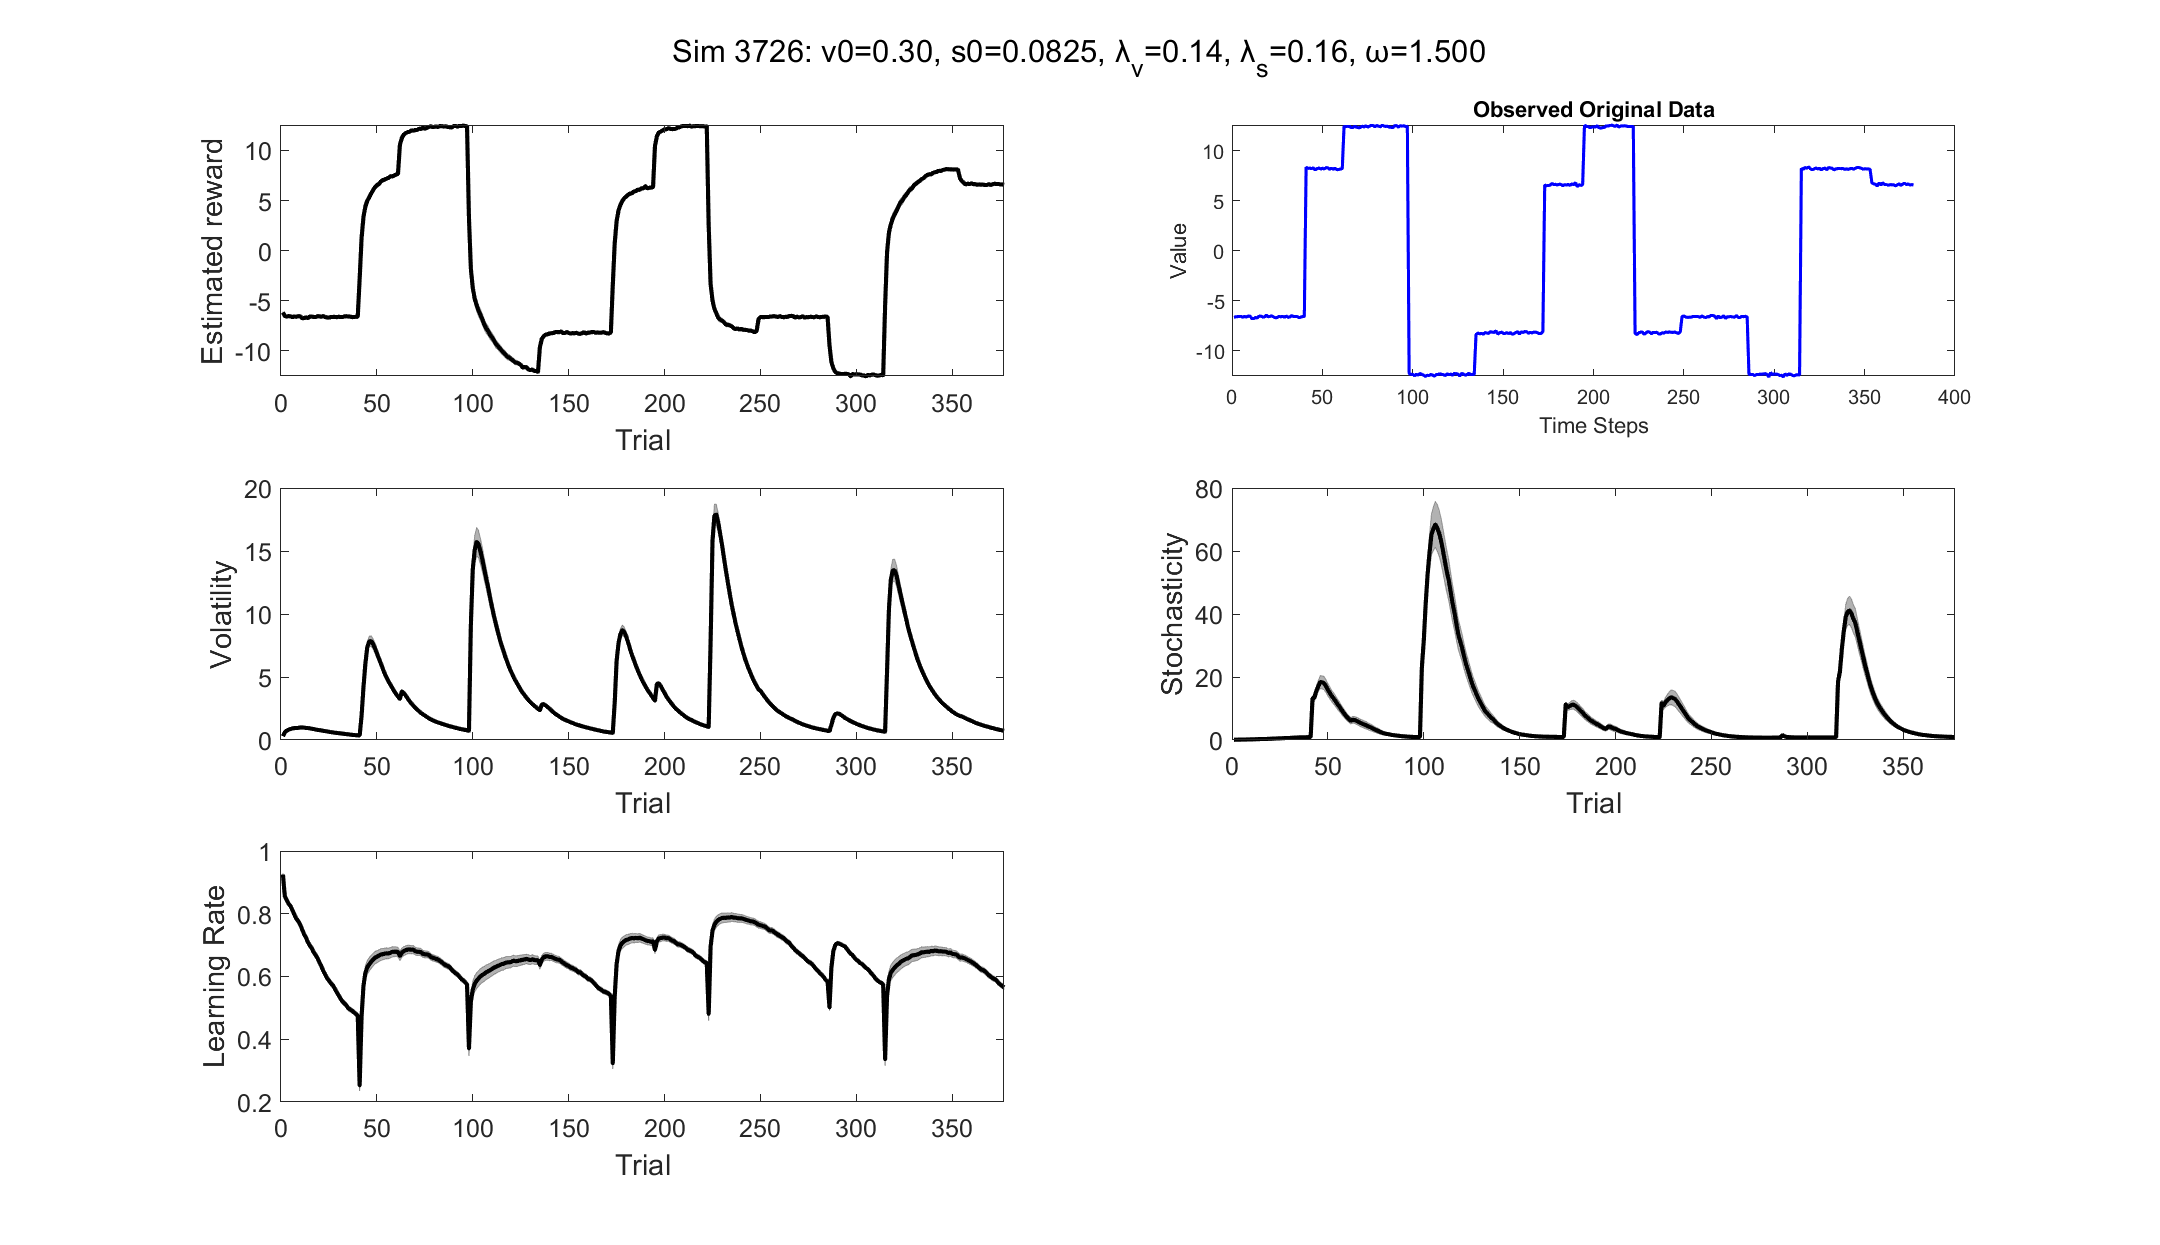 Sim 3726: v0=0.30, s0=0.0825, λv=0.14, λs=0.16, ω=1.500
Estimated reward
10
5
0
-5
-10
0 50 100 150 200 250 300 350
Trial
Observed Original Data
Value
10
5
0
-5
-10
0 50 100 150 200 250 300 350 400
Time Steps
Volatility
20
15
10
5
0
0 50 100 150 200 250 300 350
Trial
Stochasticity
80
60
40
20
0
0 50 100 150 200 250 300 350
Trial
Learning Rate
1
0.8
0.6
0.4
0.2
0 50 100 150 200 250 300 350
Trial